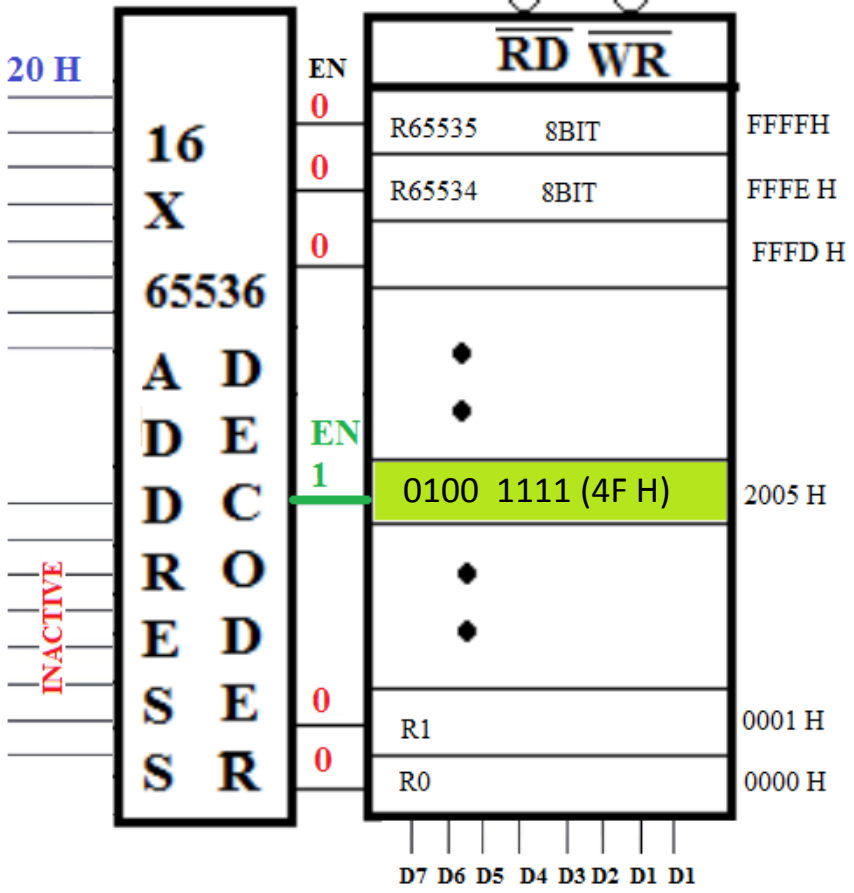 20 H
INACTIVE
16
X
65536
A D
D E
D C
R O
E D
S E
S R
EN
0
0
0
EN
1
0
0
RD WR
R65535 8BIT FFFFH
R65534 8BIT FFFE H
FFFD H
0100 1111 (4F H) 2005 H
R1 0001 H
R0 0000 H
D7 D6 D5 D4 D3 D2 D1 D1